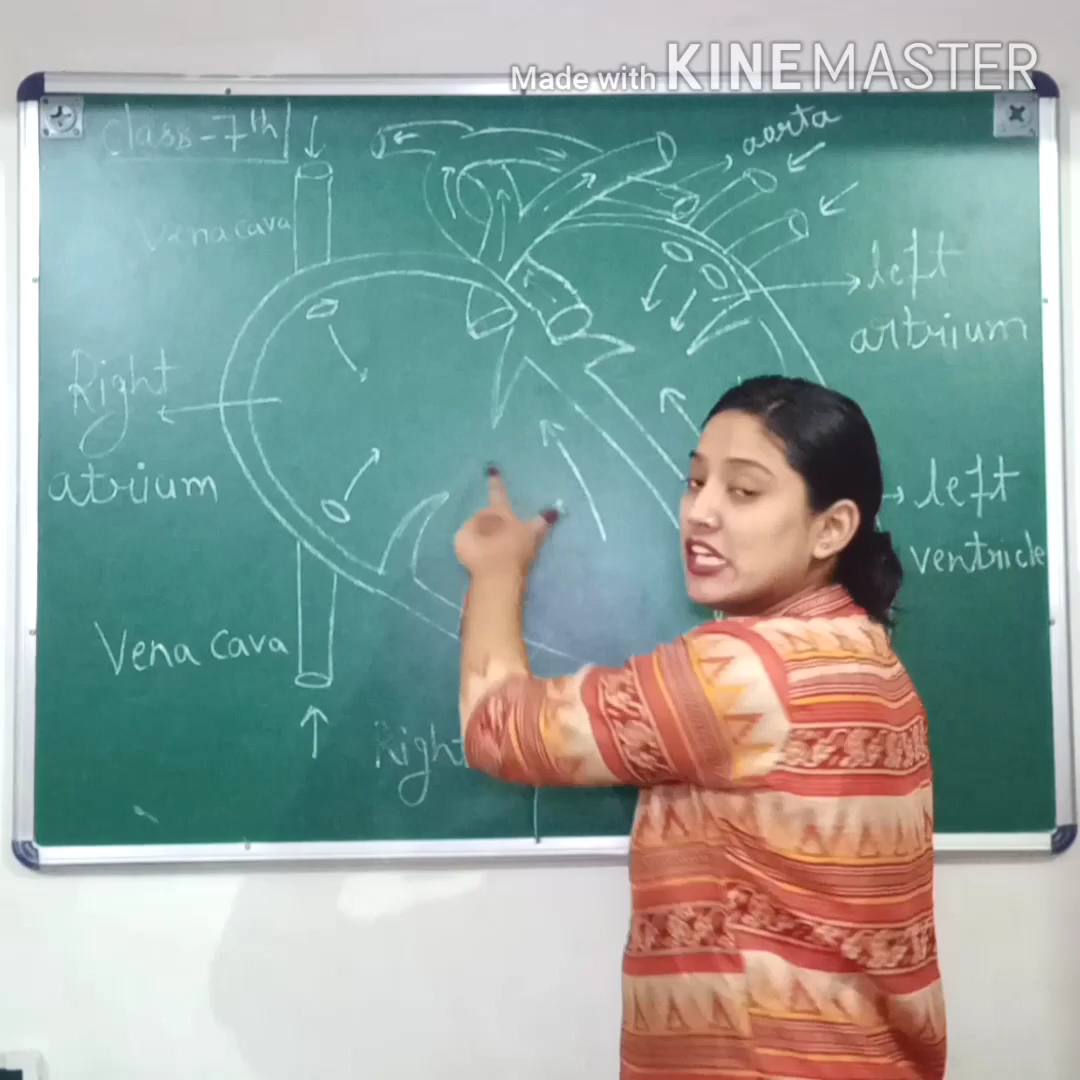 Made with KINEMASTER
Class-7th
aorta
Vena cava
left
artrium
Right
atrium
left
ventricle
Vena cava
Right